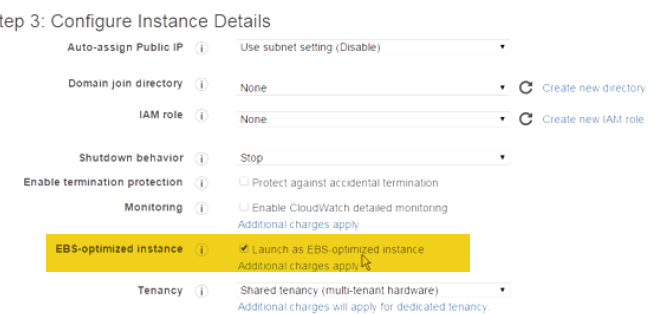 tep 3: Configure Instance Details
Auto-assign Public IP Use subnet setting (Disable)
Domain join directory None Create new directory
IAM role None Create new IAM role
Shutdown behavior Stop
Enable termination protection Protect against accidental termination
Monitoring Enable CloudWatch detailed monitoring
Additional charges apply
EBS-optimized instance Launch as EBS-optimized instance
Additional charges apply
Tenancy Shared tenancy (multi-tenant hardware)
Additional charges will apply for dedicated tenancy.